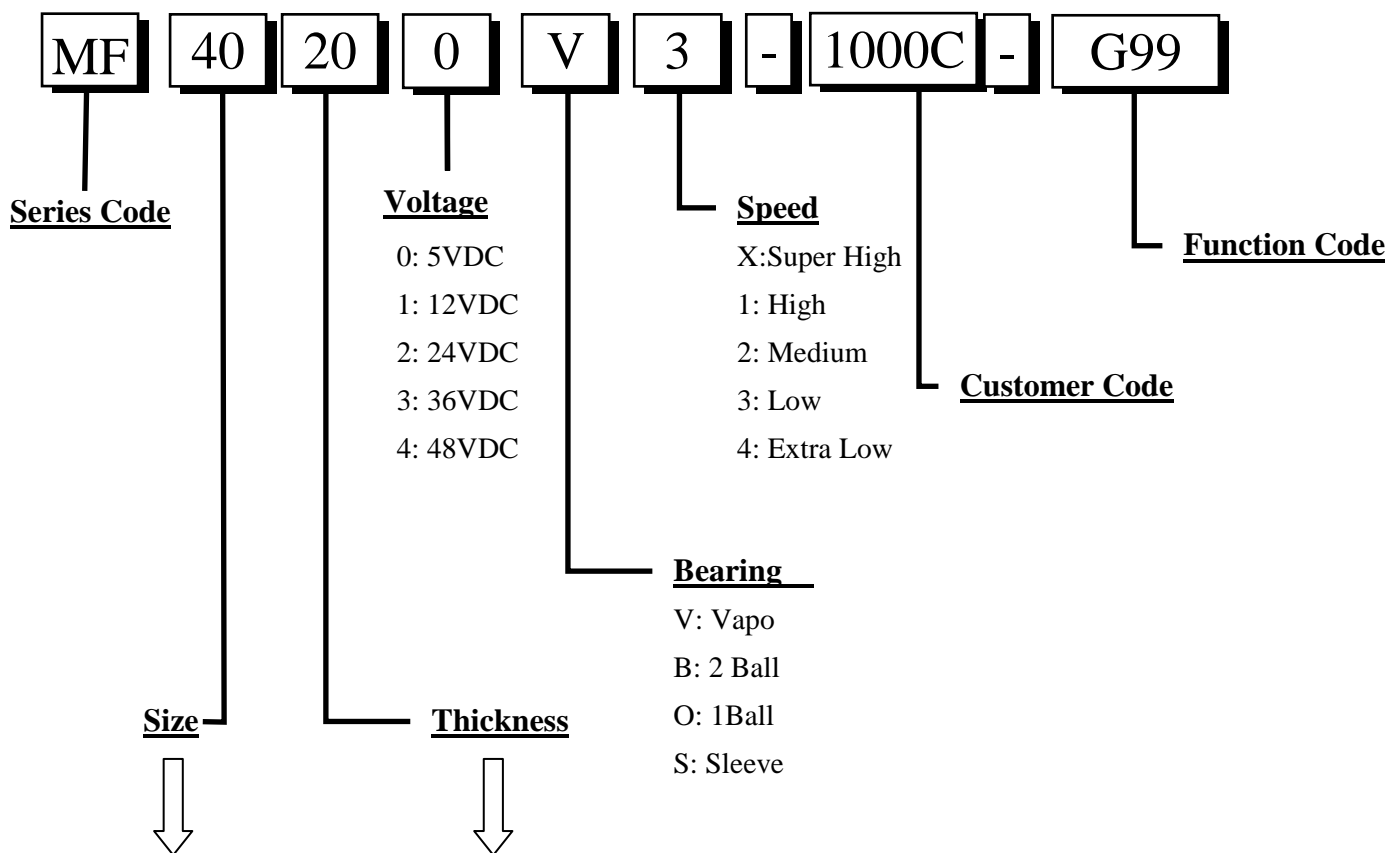 MF 40 20 0 V 3 - 1000C - G99
Series Code
Voltage
0: 5VDC
1: 12VDC
2: 24VDC
3: 36VDC
4: 48VDC
Speed
X:Super High
1: High
2: Medium
3: Low
4: Extra Low
Function Code
Customer Code
Bearing
V: Vapo
B: 2 Ball
O: 1Ball
S: Sleeve
Size
Thickness